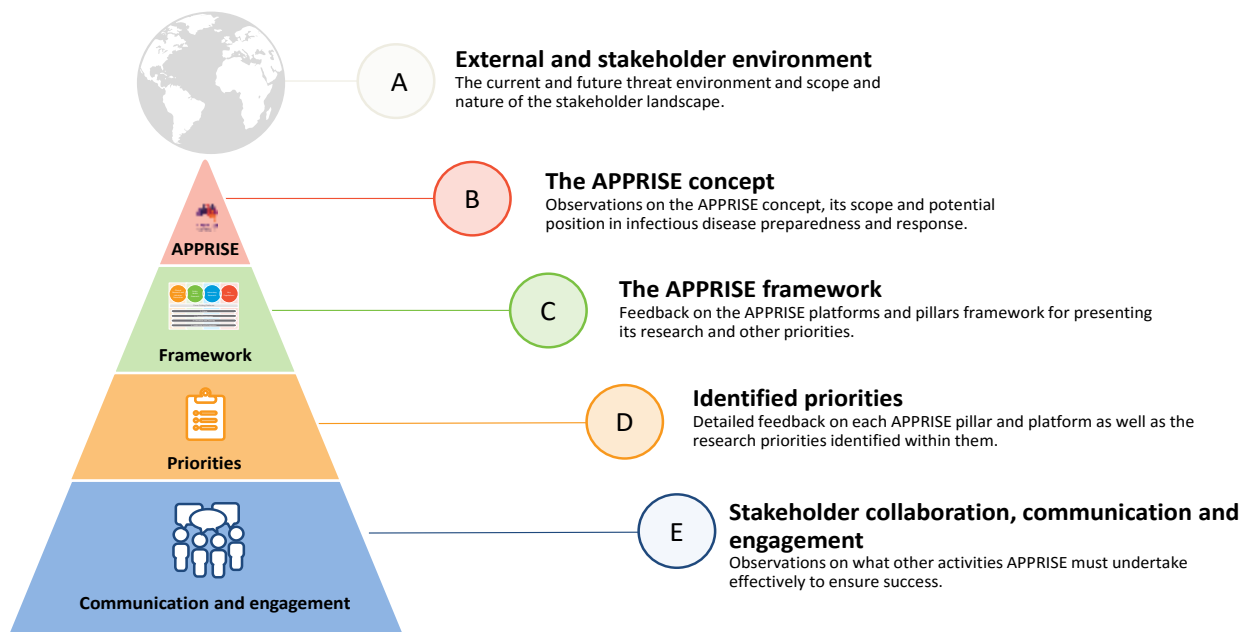 A
External and stakeholder environment
The current and future threat environment and scope and
nature of the stakeholder landscape.
B
The APPRISE concept
Observations on the APPRISE concept, its scope and potential
position in infectious disease preparedness and response.
APPRISE
C
The APPRISE framework
Feedback on the APPRISE platforms and pillars framework for presenting
its research and other priorities.
Framework
D
Identified priorities
Detailed feedback on each APPRISE pillar and platform as well as the
research priorities identified within them.
Priorities
E
Stakeholder collaboration, communication and
engagement
Observations on what other activities APPRISE must undertake
effectively to ensure success.
Communication and engagement